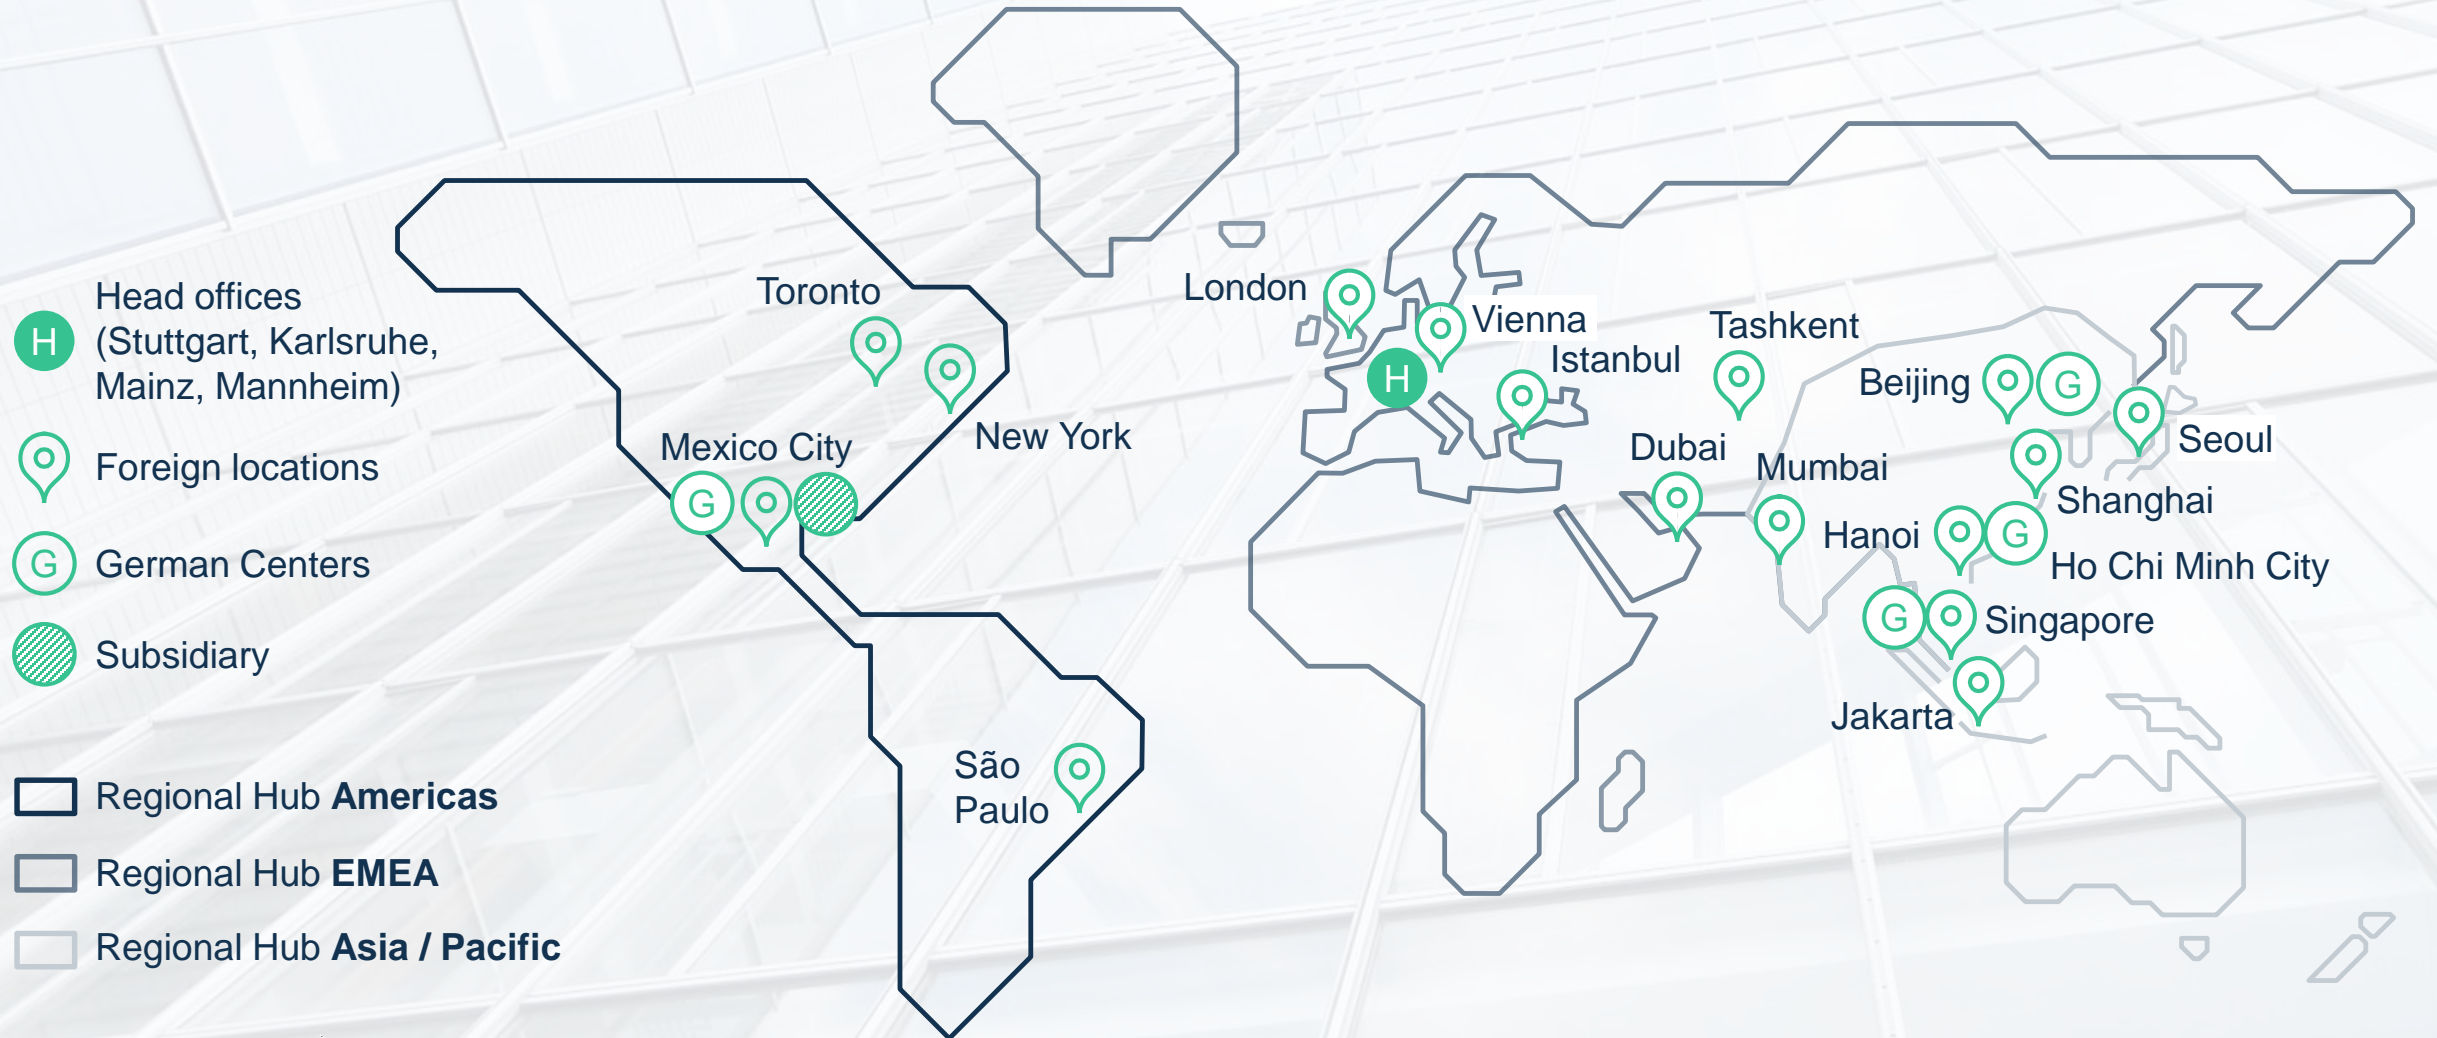 H
Head offices
(Stuttgart, Karlsruhe,
Mainz, Mannheim)
Foreign locations
G
German Centers
Subsidiary
Regional Hub Americas
Regional Hub EMEA
Regional Hub Asia / Pacific
Toronto
New York
Mexico City
G
São
Paulo
London
Vienna
H
Istanbul
Tashkent
Dubai
Mumbai
Beijing
G
Seoul
Shanghai
Hanoi
G
Ho Chi Minh City
G
Singapore
Jakarta